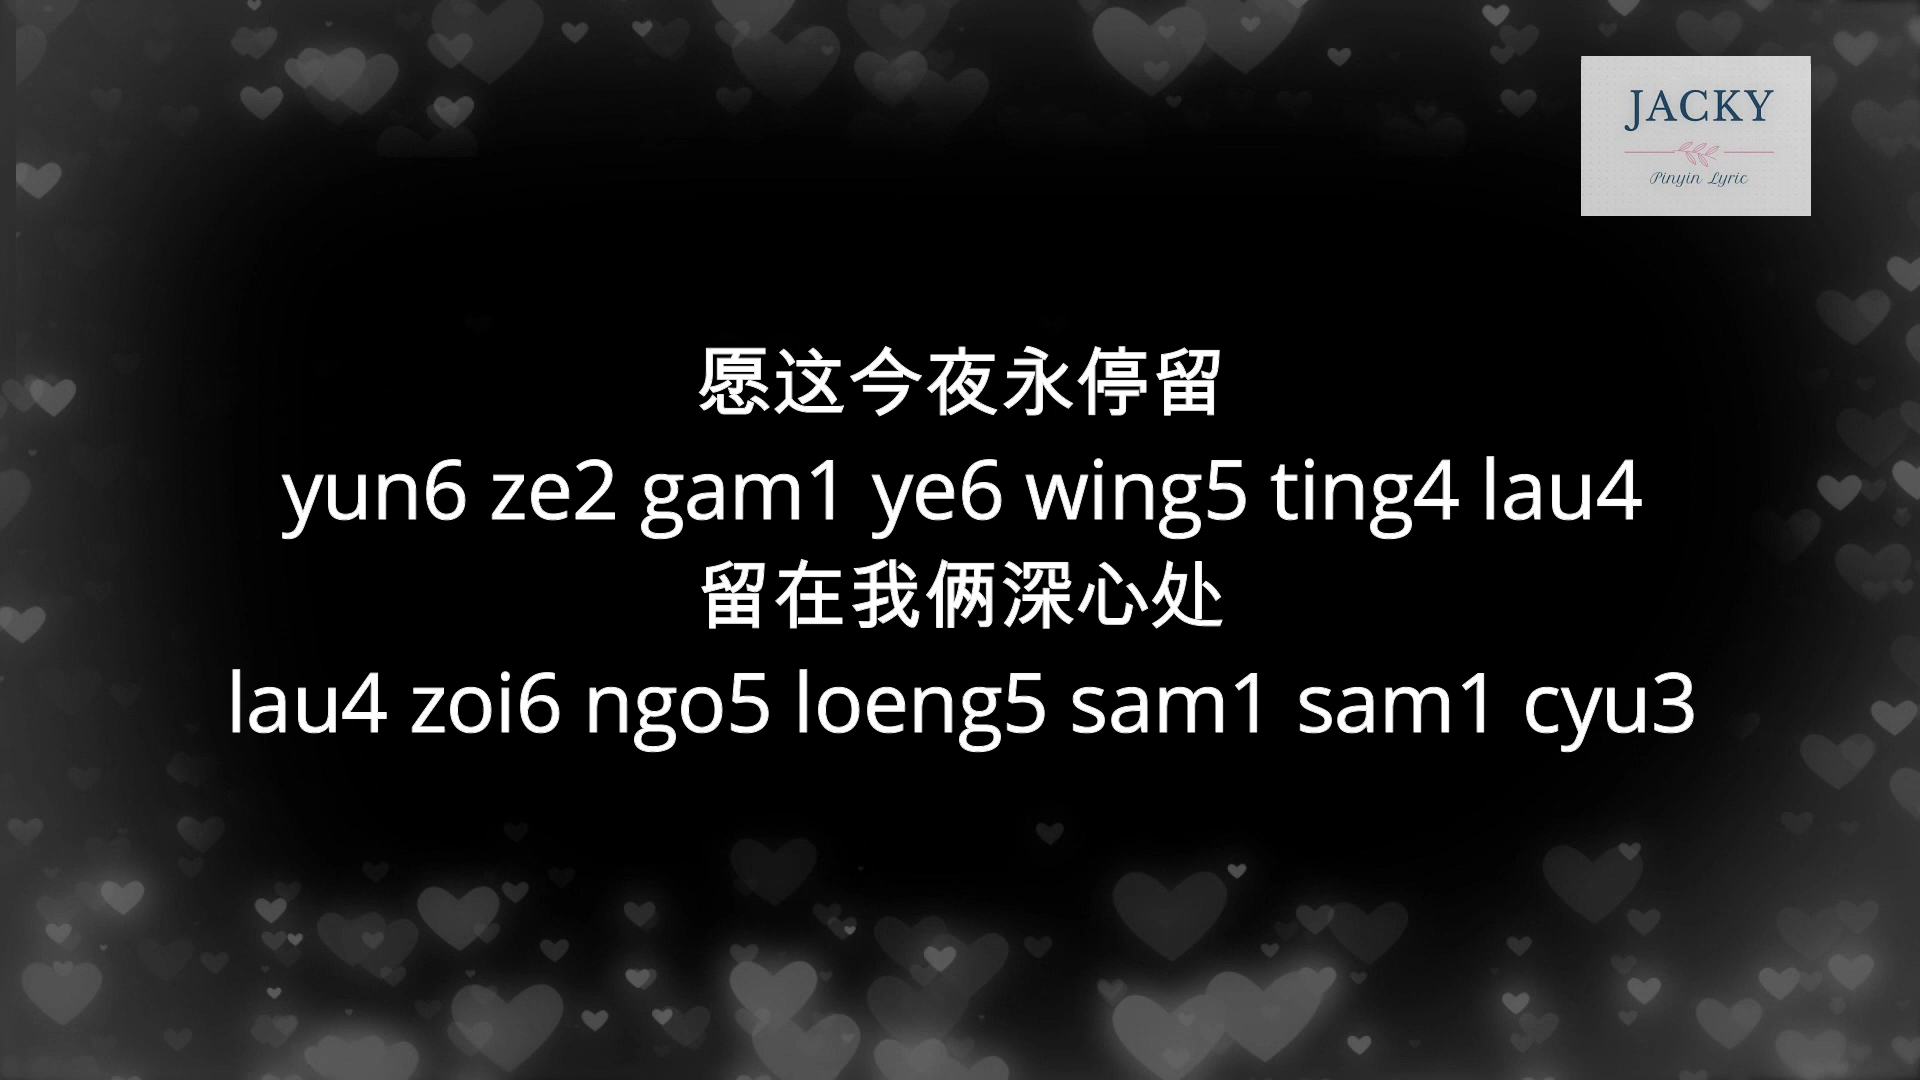 JACKY
Pinyin Lyric
愿这今夜永停留
yun6 ze2 gam1 ye6 wing5 ting4 lau4
留在我俩深心处
lau4 zoi6 ngo5 loeng5 sam1 sam1 cyu3